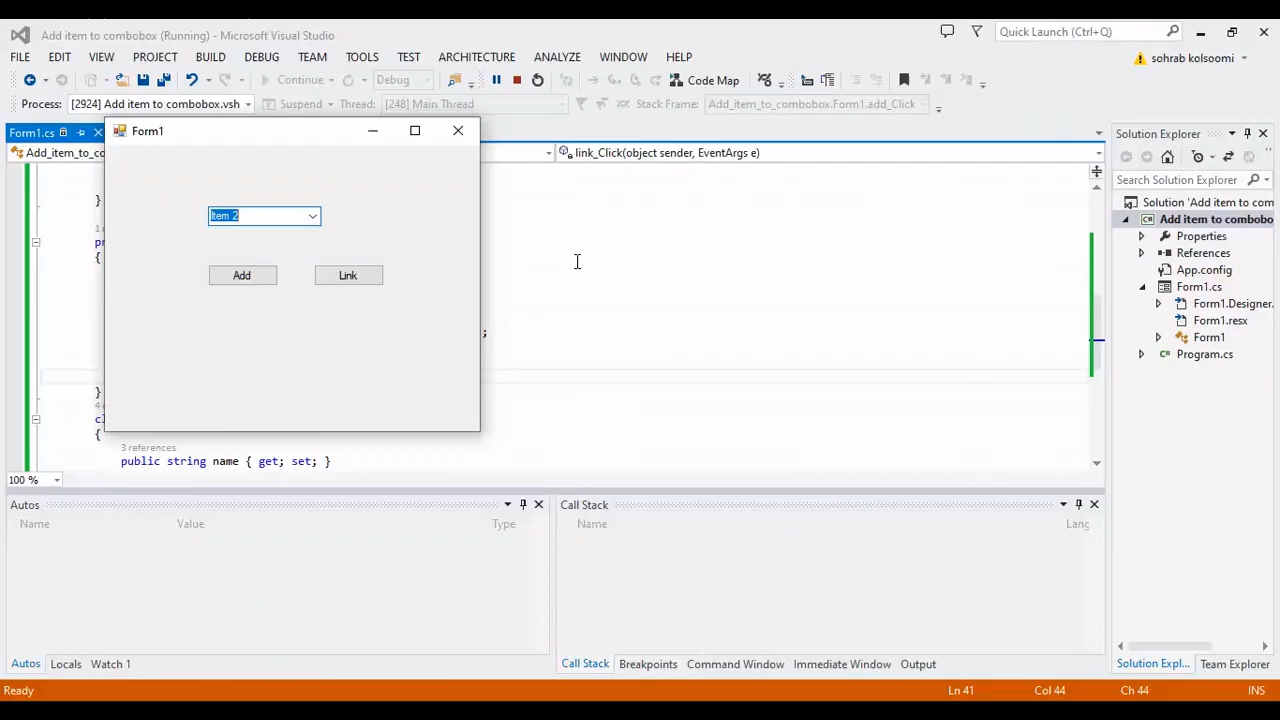 Add item to combobox (Running) - Microsoft Visual Studio
Quick Launch (Ctrl+Q)
FILE EDIT VIEW PROJECT BUILD DEBUG TEAM TOOLS TEST ARCHITECTURE ANALYZE WINDOW HELP
sohrab kolsoomi
Continue Debug Code Map
Process: [2924] Add item to combobox.vsh Suspend Thread: [248] Main Thread Stack Frame: Add_item_to_combobox.Form1.add_Click
Form1.cs
Form1
Solution Explorer
Add_item_to_co
link_Click(object sender, EventArgs e)
Search Solution Explorer
}
Solution 'Add item to com
Item 2
Add item to combobo
Properties
{
References
Add Link
App.config
Form1.cs
Form1.Designer.
Form1.resx
;
Form1
Program.cs
}
{
3 references
public string name { get; set; }
100 %
Autos
Call Stack
Name Value Type
Name Lang
Autos Locals Watch 1
Call Stack Breakpoints Command Window Immediate Window Output
Solution Expl... Team Explorer
Ready Ln 41 Col 44 Ch 44 INS